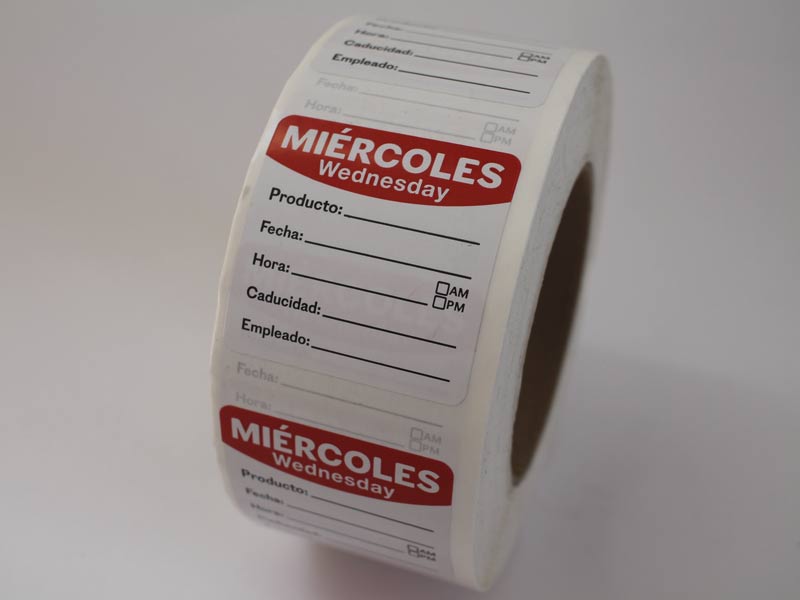 Fecha:
Hora:
AM
Caducidad:
PM
Empleado:
Fecha:
Hora:
AM
PM
MIÉRCOLES
Wednesday
Producto:
Fecha:
Hora:
AM
PM
Caducidad:
Empleado:
Fecha:
Hora:
AM
PM
MIÉRCOLES
Wednesday
Producto:
Fecha:
Hora:
AM
PM
Caducidad: